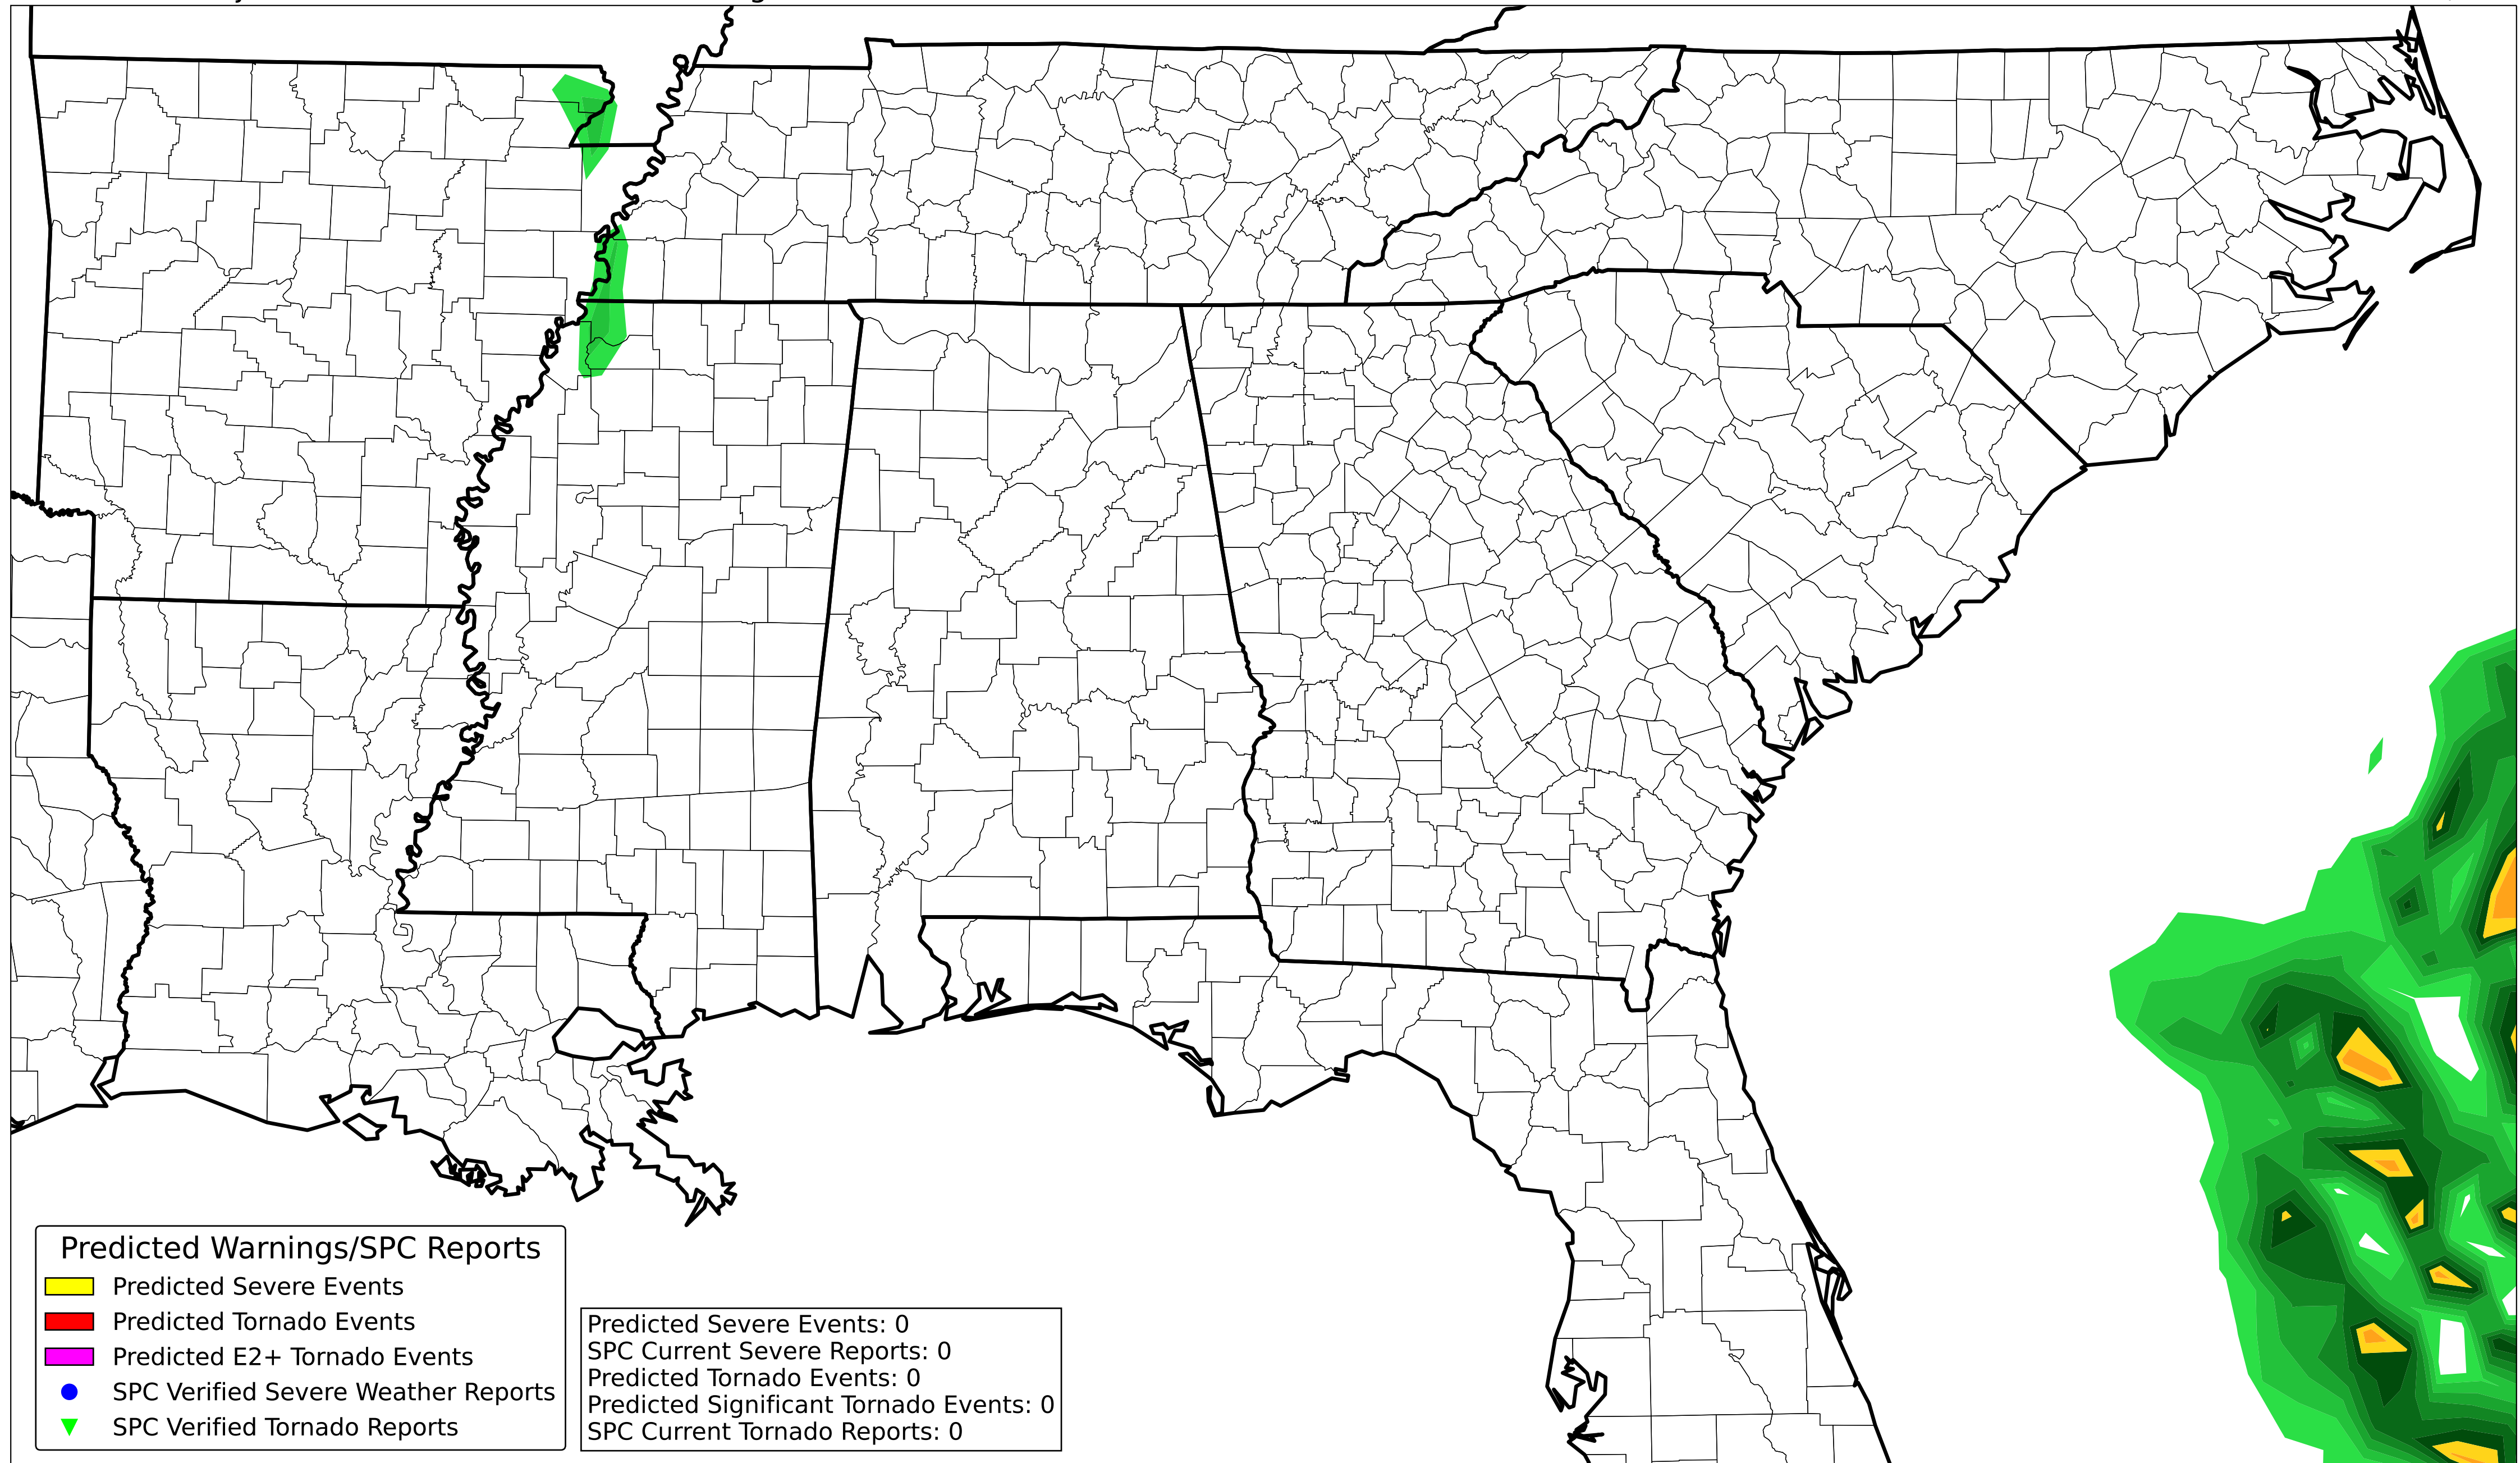 Predicted Warnings/SPC Reports
Predicted Severe Events
Predicted Tornado Events
Predicted E2+ Tornado Events
SPC Verified Severe Weather Reports
SPC Verified Tornado Reports
Predicted Severe Events: 0
SPC Current Severe Reports: 0
Predicted Tornado Events: 0
Predicted Significant Tornado Events: 0
SPC Current Tornado Reports: 0